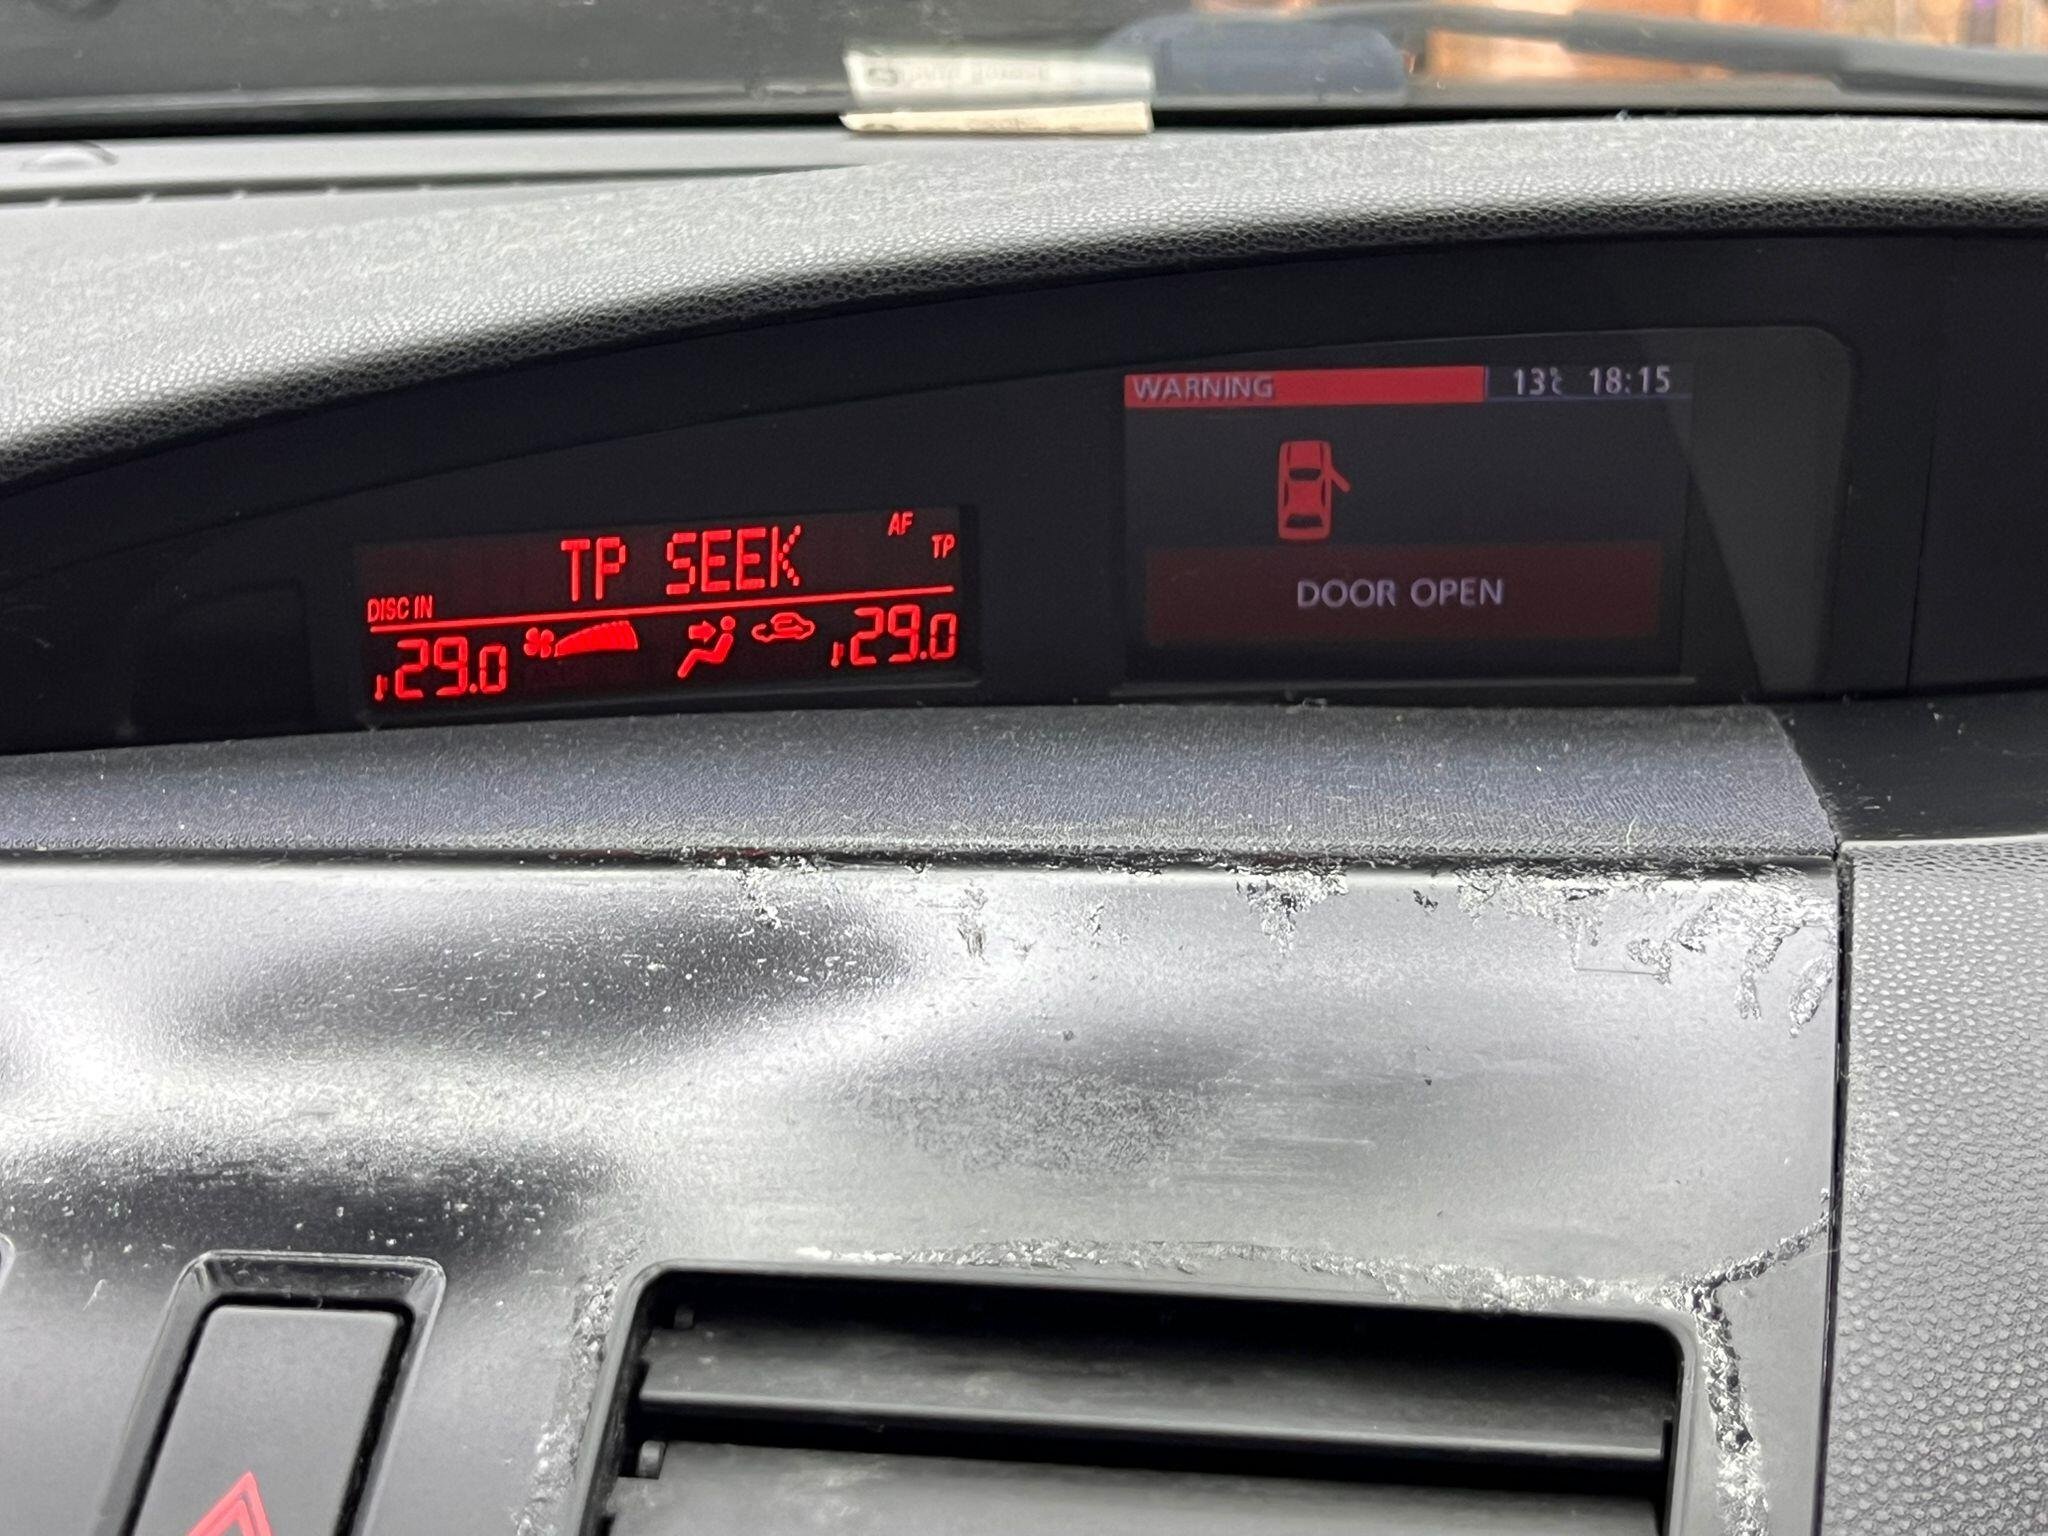 TP SEEK
AF
TP
DISC IN
29.0
29.0
WARNING
13°C 18:15
DOOR OPEN